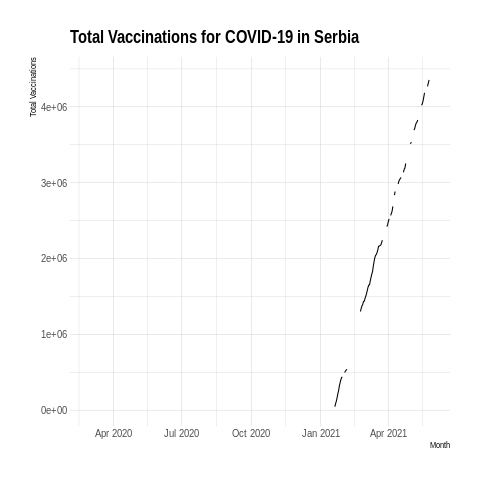 Total Vaccinations for COVID-19 in Serbia
Total Vaccinations
4e+06
3e+06
2e+06
1e+06
0e+00
Apr 2020 Jul 2020 Oct 2020 Jan 2021 Apr 2021
Month